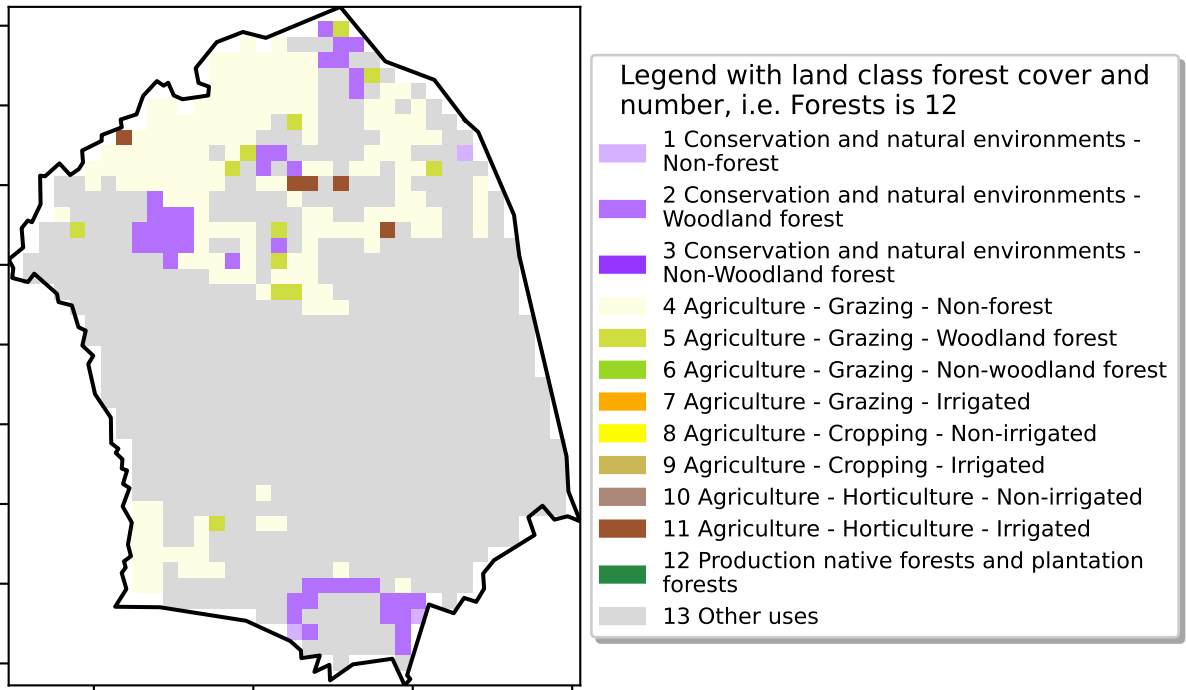 Legend with land class forest cover and
number, i.e. Forests is 12
1 Conservation and natural environments -
Non-forest
2 Conservation and natural environments -
Woodland forest
3 Conservation and natural environments -
Non-Woodland forest
4 Agriculture - Grazing - Non-forest
5 Agriculture - Grazing - Woodland forest
6 Agriculture - Grazing - Non-woodland forest
7 Agriculture - Grazing - Irrigated
8 Agriculture - Cropping - Non-irrigated
9 Agriculture - Cropping - Irrigated
10 Agriculture - Horticulture - Non-irrigated
11 Agriculture - Horticulture - Irrigated
12 Production native forests and plantation
forests
13 Other uses